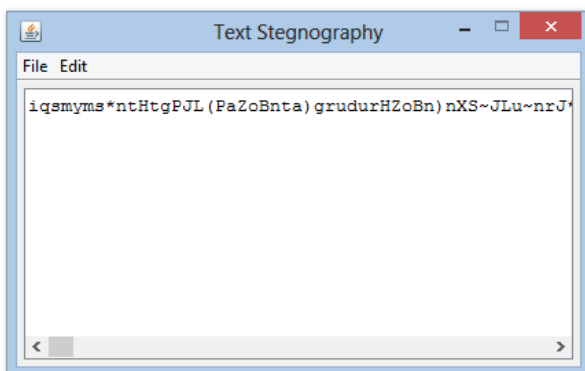 Text Stegnography
File Edit
iqsmyms*ntHtgPJL(PaZoBnta)grudurHZoBn)nXS~JLu~nrJ*